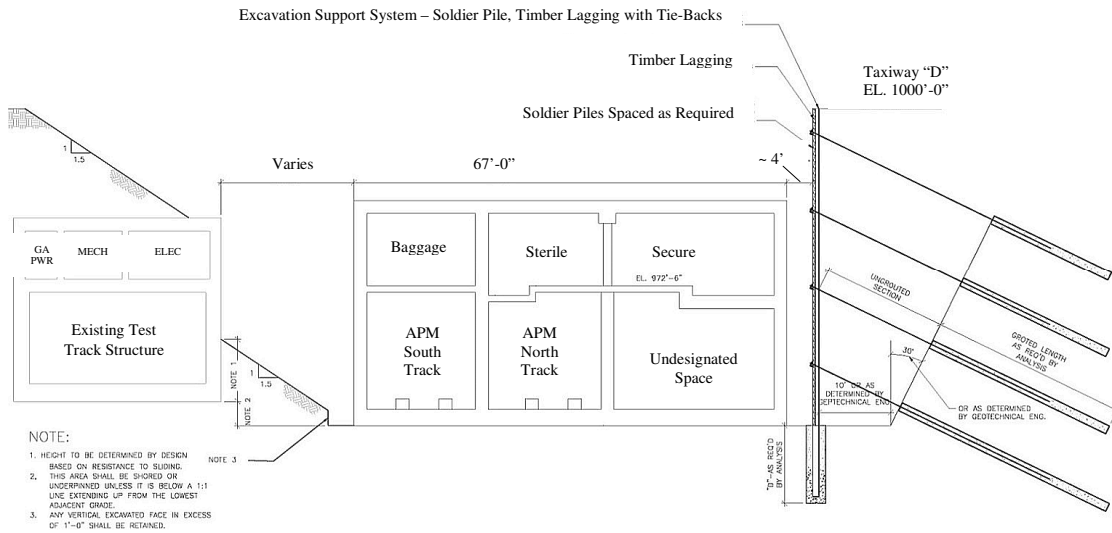 Excavation Support System – Soldier Pile, Timber Lagging with Tie-Backs
Timber Lagging
Taxiway “D”
EL. 1000’-0”
Soldier Piles Spaced as Required
1
1.5
Varies
67’-0”
~ 4’
GA
PWR
MECH
ELEC
Baggage
Sterile
Secure
EL. 972'-6"
Existing Test
Track Structure
APM
South
Track
APM
North
Track
Undesignated
Space
UNGROUTED
SECTION
GROTED LENGTH
AS REQ'D BY
ANALYSIS
30°
10' OR AS
DETERMINED BY
GEPTECHNICAL ENG.
OR AS DETERMINED
BY GEOTECHNICAL ENG.
1
1.5
NOTE 1
NOTE 2
NOTE 3
"D"-AS REQ'D
BY ANALYSIS
NOTE:
1. HEIGHT TO BE DETERMINED BY DESIGN
BASED ON RESISTANCE TO SLIDING.
2. THIS AREA SHALL BE SHORED OR
UNDERPINNED UNLESS IT IS BELOW A 1:1
LINE EXTENDING UP FROM THE LOWEST
ADJACENT GRADE.
3. ANY VERTICAL EXCAVATED FACE IN EXCESS
OF 1'-0" SHALL BE RETAINED.